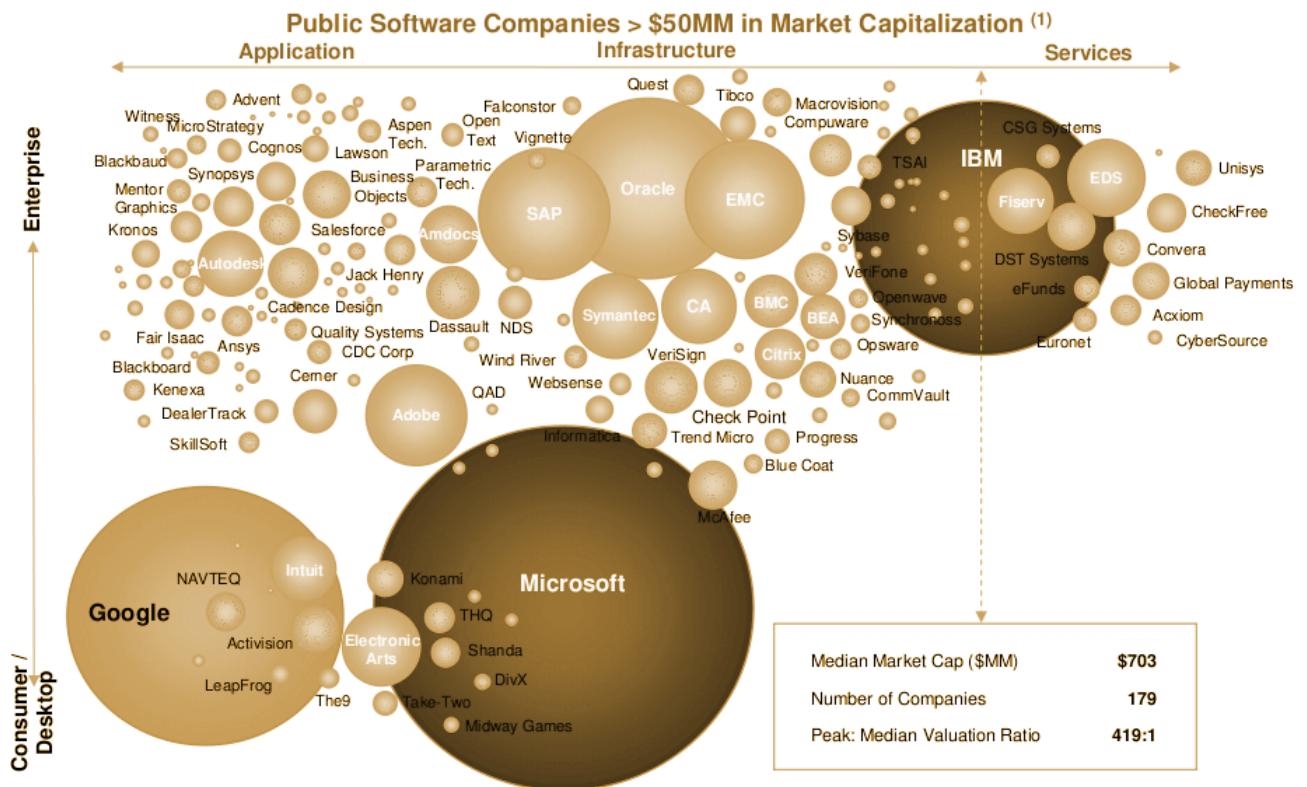 Public Software Companies > $50MM in Market Capitalization (1)
Application
Infrastructure
Services
Enterprise
Consumer /
Desktop
Quest
Tibco
Advent
Falconstor
Macrovision
Witness
MicroStrategy
Aspen
Tech.
Open
Text
Compuware
CSG Systems
Cognos
Lawson
Vignette
Blackbaud
Parametric
Tech.
TSAI
IBM
Unisys
Synopsys
Business
Objects
Oracle
EDS
Mentor
Graphics
SAP
EMC
Fiserv
CheckFree
Kronos
Salesforce
Amdocs
Sybase
Convera
Autodesk
Jack Henry
VeriFone
DST Systems
Global Payments
eFunds
Cadence Design
BMC
Openwave
CA
Acxiom
Symantec
BEA
Synchronoss
Dassault
NDS
Fair Isaac
Quality Systems
Ansys
CDC Corp
Wind River
VeriSign
Citrix
Opsware
Euronet
CyberSource
Blackboard
Cerner
Websense
Nuance
Kenexa
QAD
CommVault
DealerTrack
Adobe
Check Point
SkillSoft
Informatica
Trend Micro
Progress
Blue Coat
McAfee
Intuit
NAVTEQ
Konami
Microsoft
Google
THQ
Activision
Electronic
Arts
Shanda
LeapFrog
DivX
The9
Take-Two
Midway Games
Median Market Cap ($MM) $703
Number of Companies 179
Peak: Median Valuation Ratio 419:1